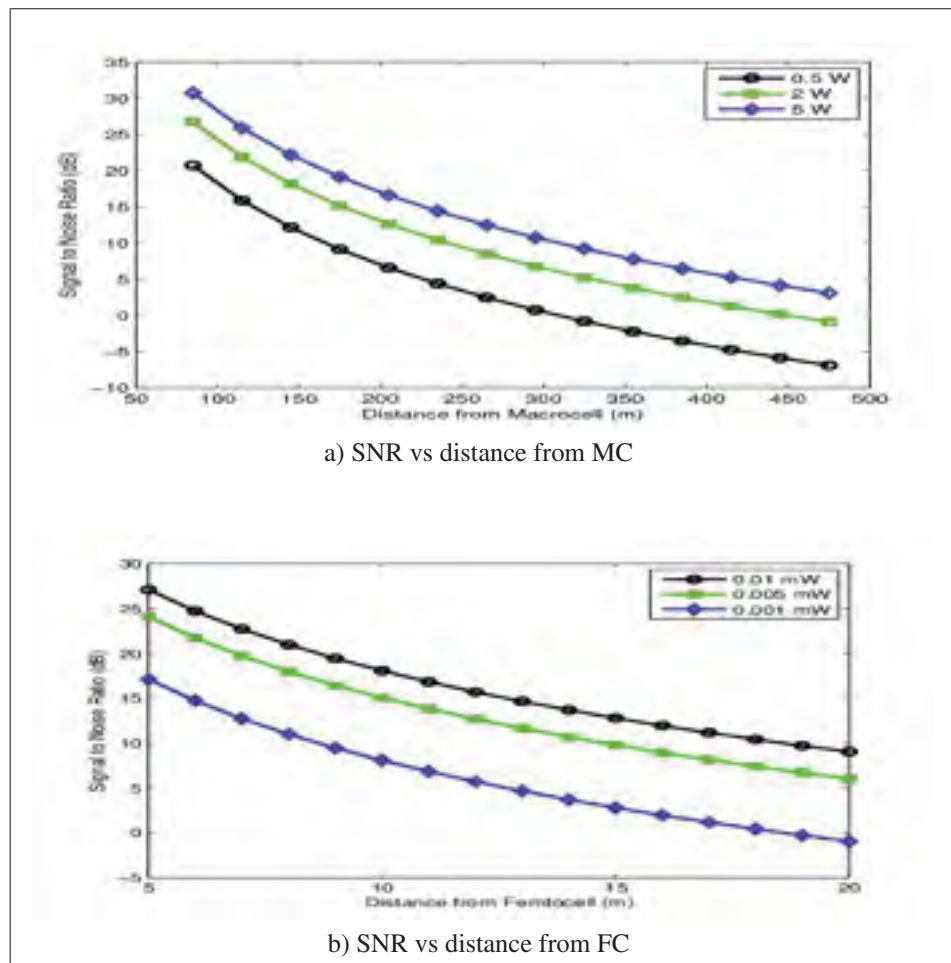 35
30
25
20
15
10
5
0
−5
−10
Signal to Noise Ratio (dB)
0.5 W
2 W
5 W
50 100 150 200 250 300 350 400 450 500
Distance from Macrocell (m)
a) SNR vs distance from MC
30
25
20
15
10
5
0
−5
Signal to Noise Ratio (dB)
0.01 mW
0.005 mW
0.001 mW
5 10 15 20
Distance from Femtocell (m)
b) SNR vs distance from FC